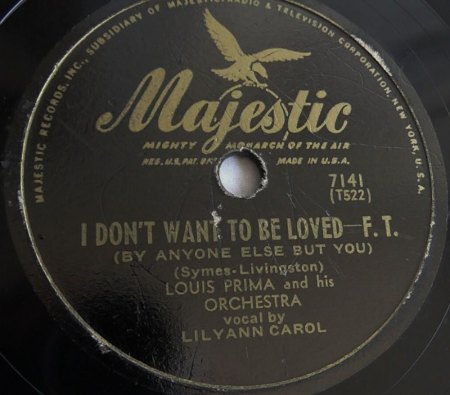 MAJESTIC RECORDS, INC., SUBSIDIARY OF MAJESTIC RADIO & TELEVISION CORPORATION, NEW YORK, U.S.A.
Majestic
MIGHTY MONARCH OF THE AIR
REG. U.S. PAT. MADE IN U.S.A.
7141
(T522)
I DON'T WANT TO BE LOVED—F. T.
(BY ANYONE ELSE BUT YOU)
(Symes-Livingston)
LOUIS PRIMA and his
ORCHESTRA
vocal by
LILYANN CAROL